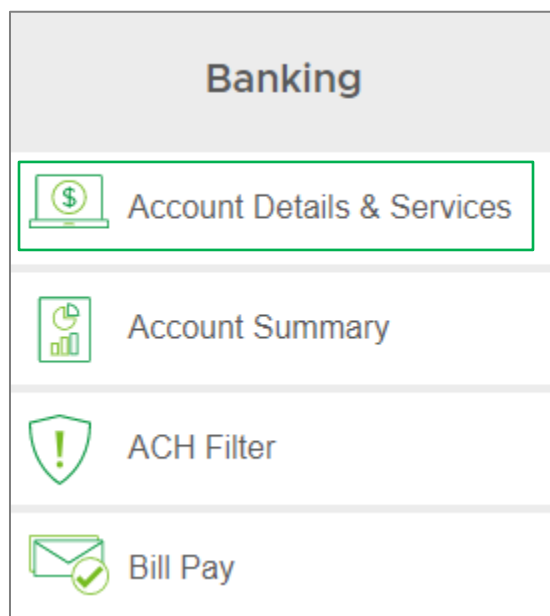 Banking
$
Account Details & Services
Account Summary
!
ACH Filter
Bill Pay